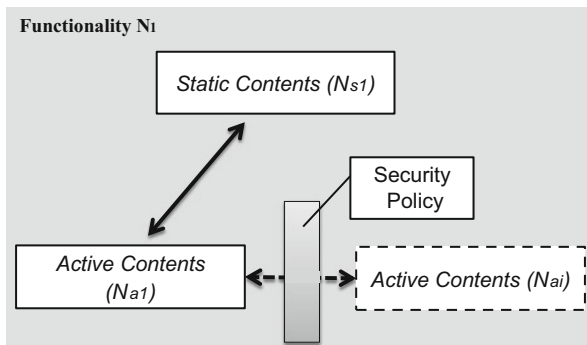 Functionality N1
Static Contents (Ns1)
Security
Policy
Active Contents
(Na1)
Active Contents (Nai)